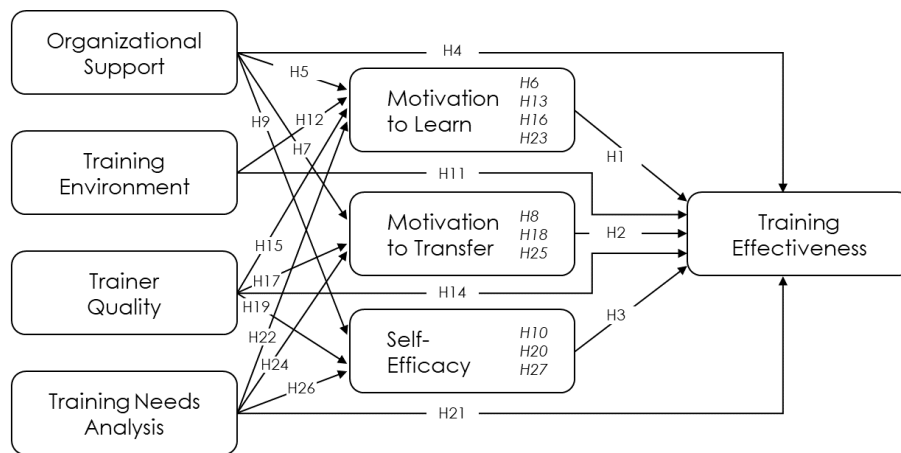 Organizational
Support
H4
H5
Motivation
to Learn
H6
H13
H16
H23
H9
H12
H7
H1
Training
Environment
H11
Training
Effectiveness
Motivation
to Transfer
H8
H18
H25
H2
H15
Trainer
Quality
H17
H14
H19
H3
H22
Self-
Efficacy
H10
H20
H27
H24
H26
Training Needs
Analysis
H21